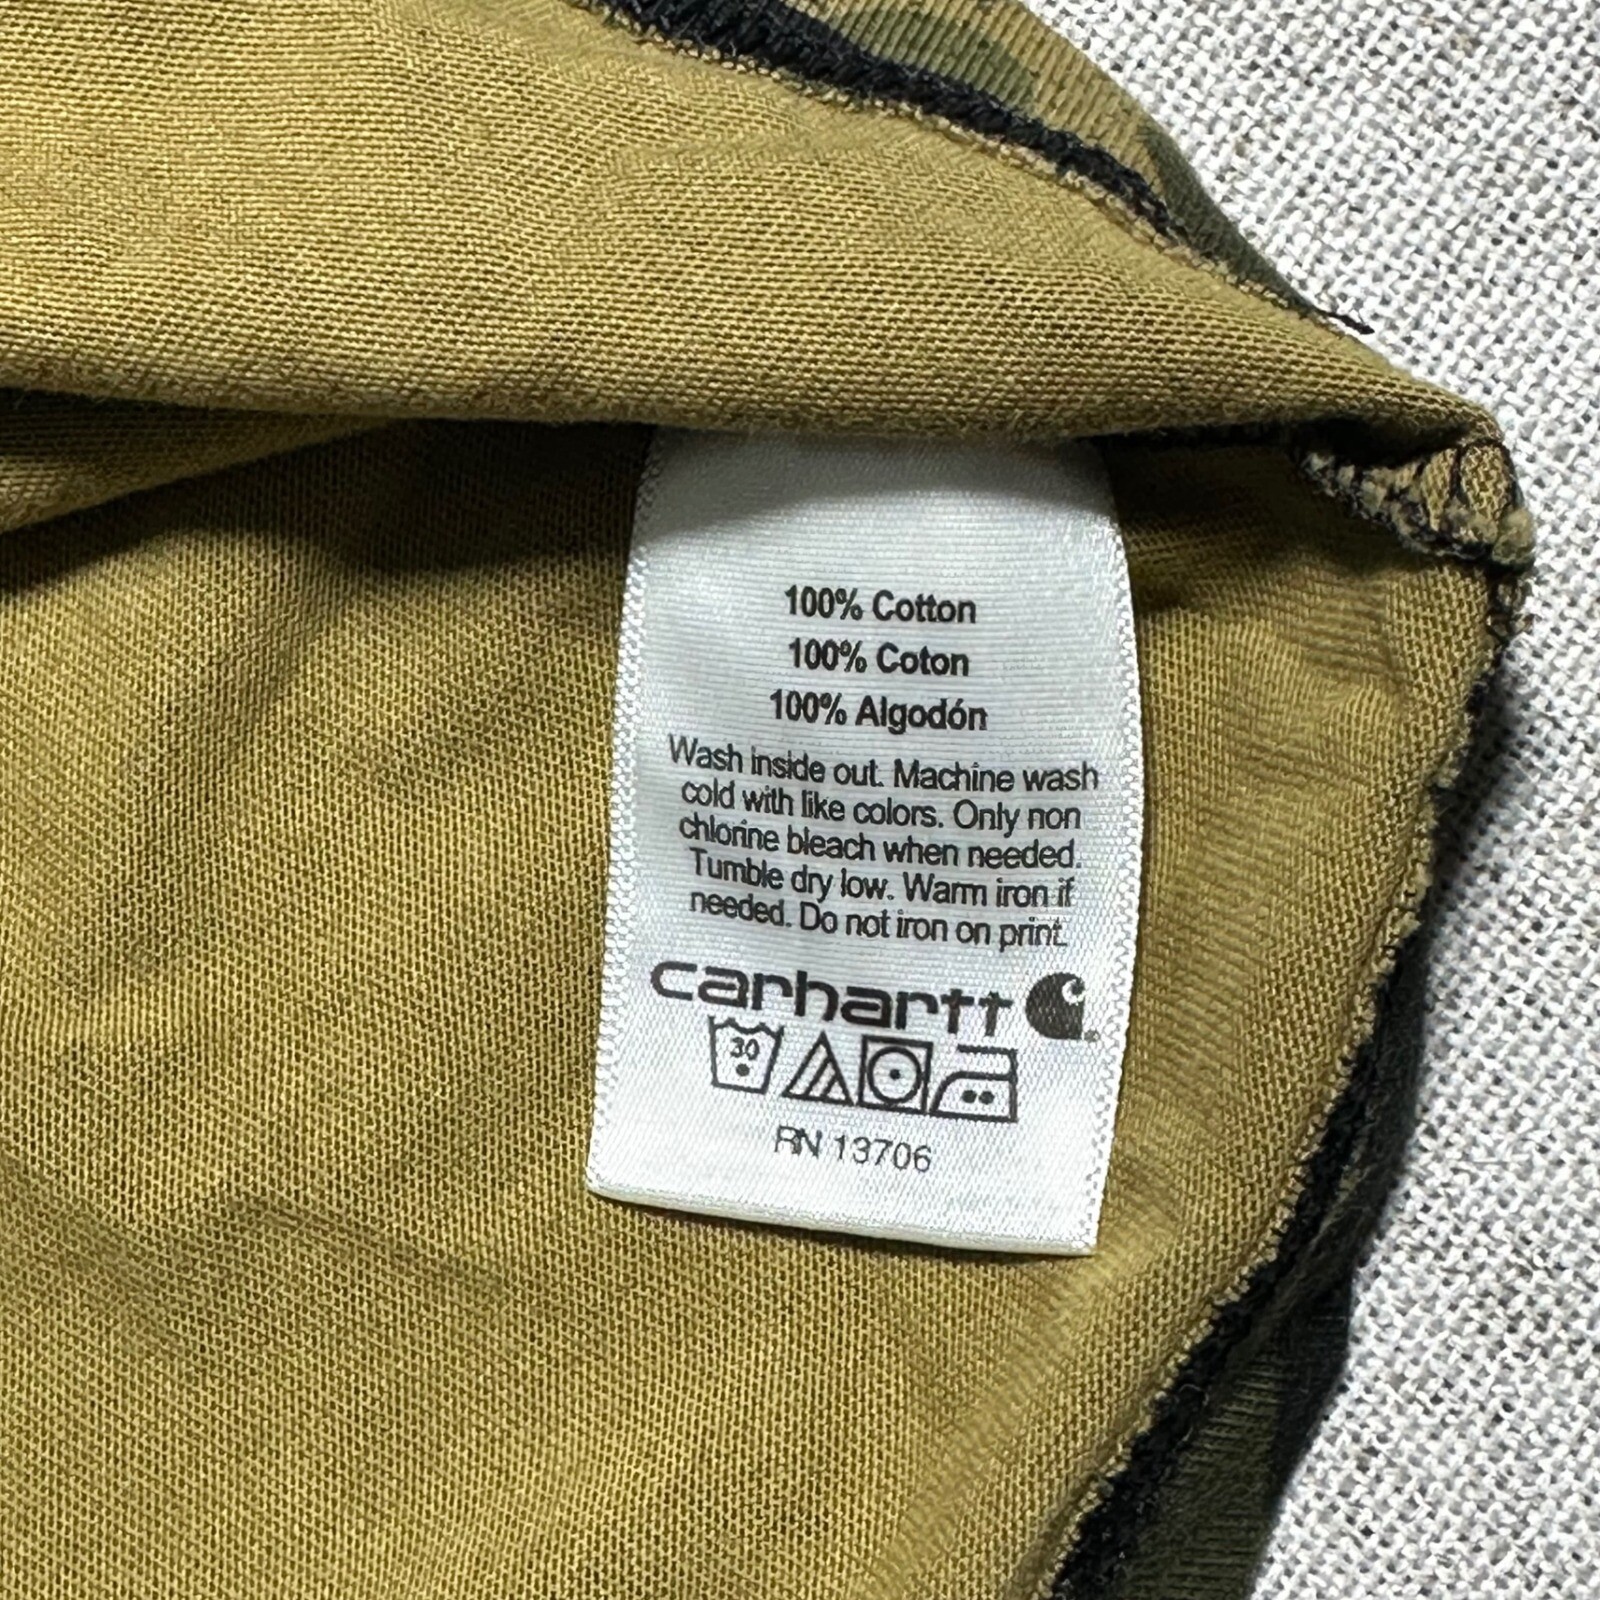 100% Cotton
100% Coton
100% Algodón
Wash inside out. Machine wash
cold with like colors. Only non
chlorine bleach when needed.
Tumble dry low. Warm iron if
needed. Do not iron on print.
carhartt
30
RN 13706